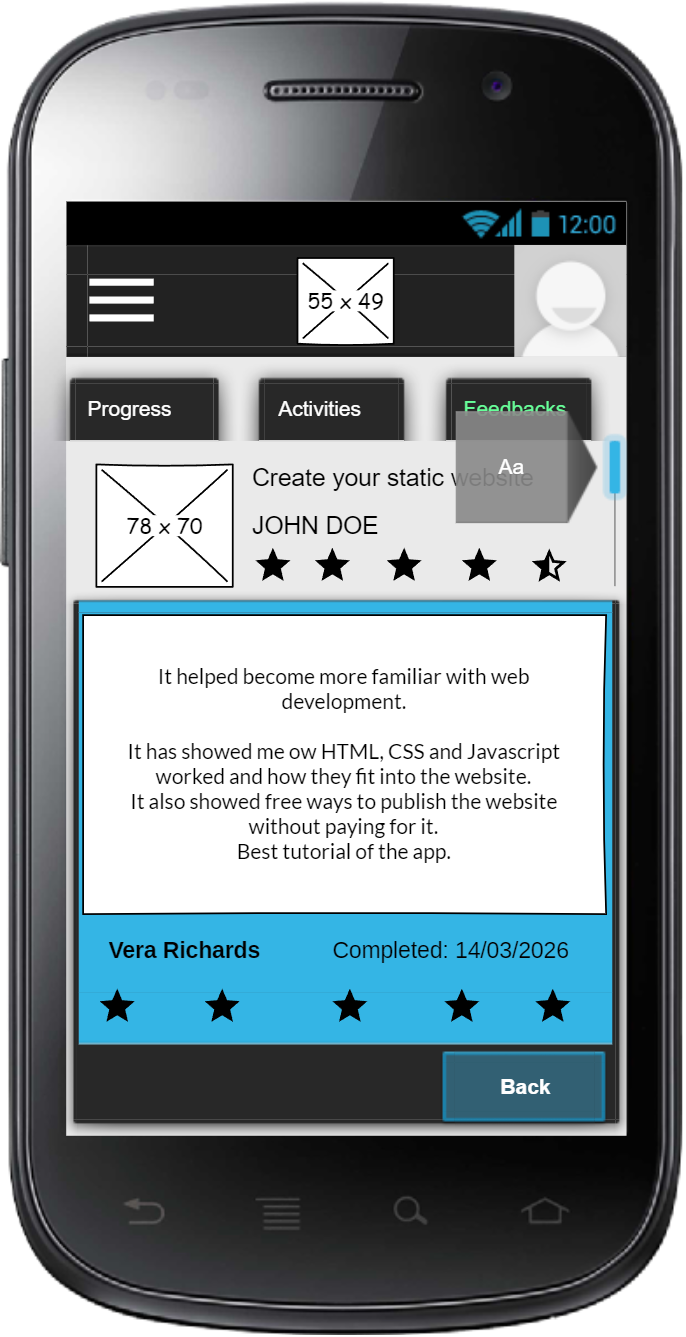 12:00
55 x 49
Progress
Activities
Feedbacks
Aa
Create your static website
78 x 70
JOHN DOE
It helped become more familiar with web
development.
It has showed me ow HTML, CSS and Javascript
worked and how they fit into the website.
It also showed free ways to publish the website
without paying for it.
Best tutorial of the app.
Vera Richards
Completed: 14/03/2026
Back